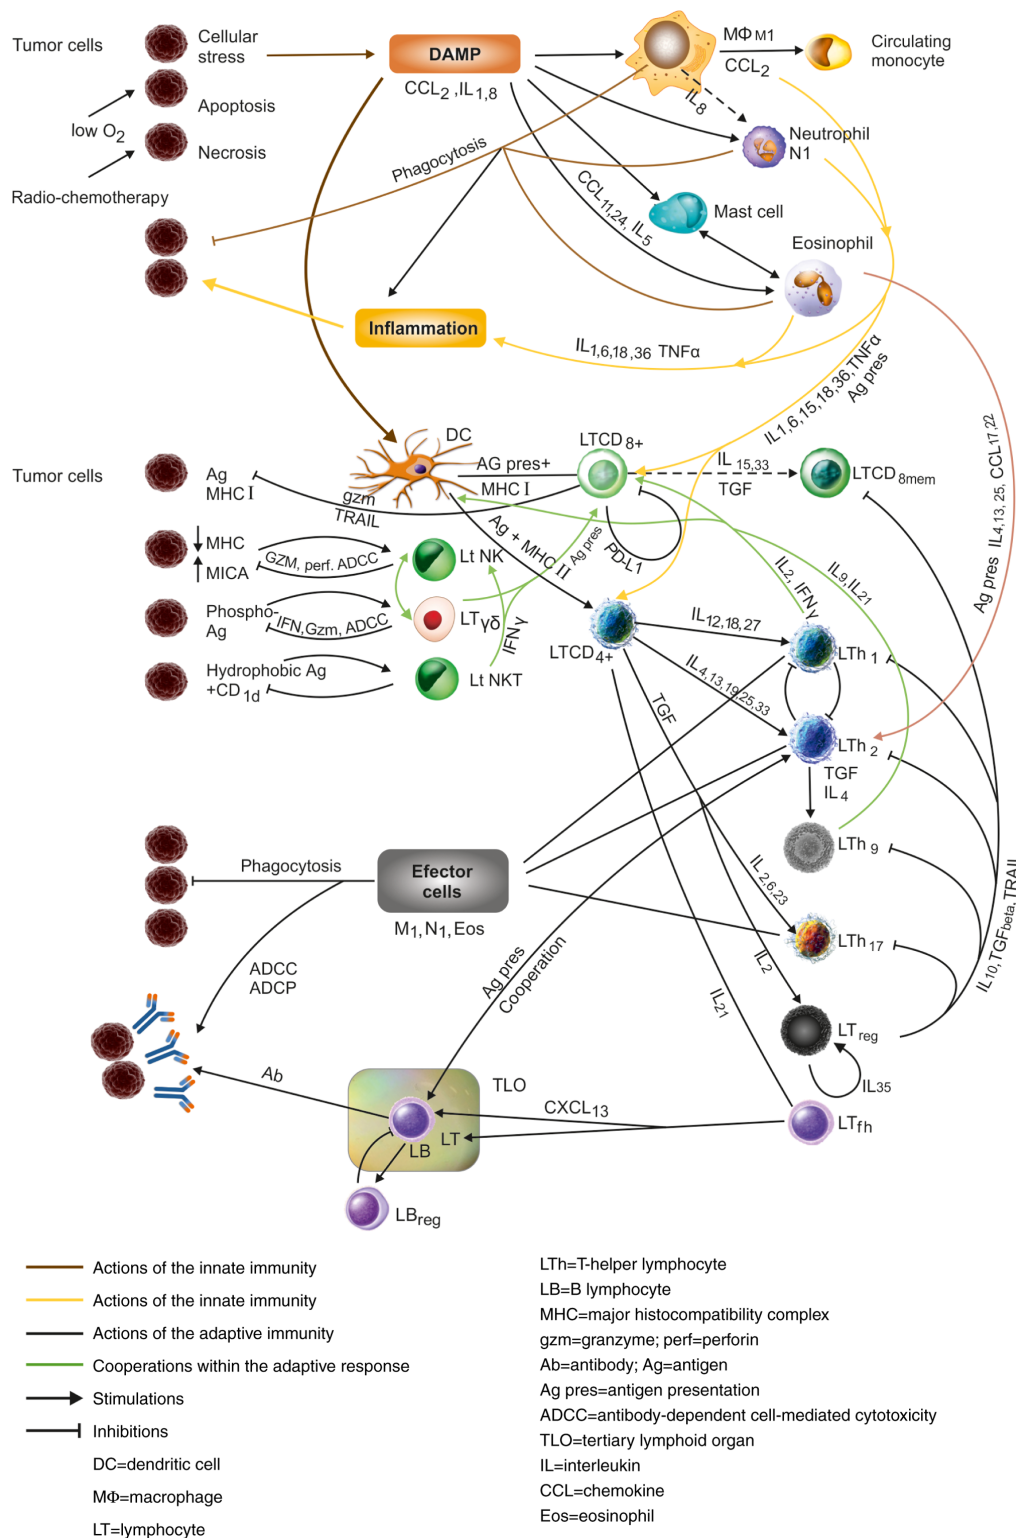 Tumor cells
Cellular
stress
DAMP
CCL2 ,IL1,8
MΦ M1
CCL2
Circulating
monocyte
low O2
Apoptosis
Necrosis
Radio-chemotherapy
IL8
Neutrophil
N1
Phagocytosis
CCL11,24, IL5
Mast cell
Eosinophil
Inflammation
IL1,6,18,36 TNFα
IL1,6,15,18,36,TNFα
Ag pres
Ag pres IL4,13, 25, CCL17,22
Tumor cells
Ag
MHC I
DC
AG pres+
MHC I
LTCD8+
IL 15,33
TGF
LTCD8mem
gzm
TRAIL
Ag + MHC II
Ag pres
PD-L1
MHC
MICA
GZM, perf. ADCC
Lt NK
IL2, IFNγ
IL9,IL21
Phospho-
Ag
IFN,Gzm, ADCC
LTγδ
IFNγ
Hydrophobic Ag
+CD1d
Lt NKT
LTCD4+
IL12,18,27
LTh 1
IL4,13,19,25,33
TGF
LTh 2
TGF
IL4
LTh 9
Phagocytosis
Efector
cells
M1,N1,Eos
IL2,6,23
LTh17
IL10,TGFbeta, TRAIL
ADCC
ADCP
Ag pres
Cooperation
IL2
IL21
LTreg
IL35
Ab
TLO
CXCL13
LT
LB
LTfh
LBreg
Actions of the innate immunity
Actions of the innate immunity
Actions of the adaptive immunity
Cooperations within the adaptive response
Stimulations
Inhibitions
DC=dendritic cell
MΦ=macrophage
LT=lymphocyte
LTh=T-helper lymphocyte
LB=B lymphocyte
MHC=major histocompatibility complex
gzm=granzyme; perf=perforin
Ab=antibody; Ag=antigen
Ag pres=antigen presentation
ADCC=antibody-dependent cell-mediated cytotoxicity
TLO=tertiary lymphoid organ
IL=interleukin
CCL=chemokine
Eos=eosinophil